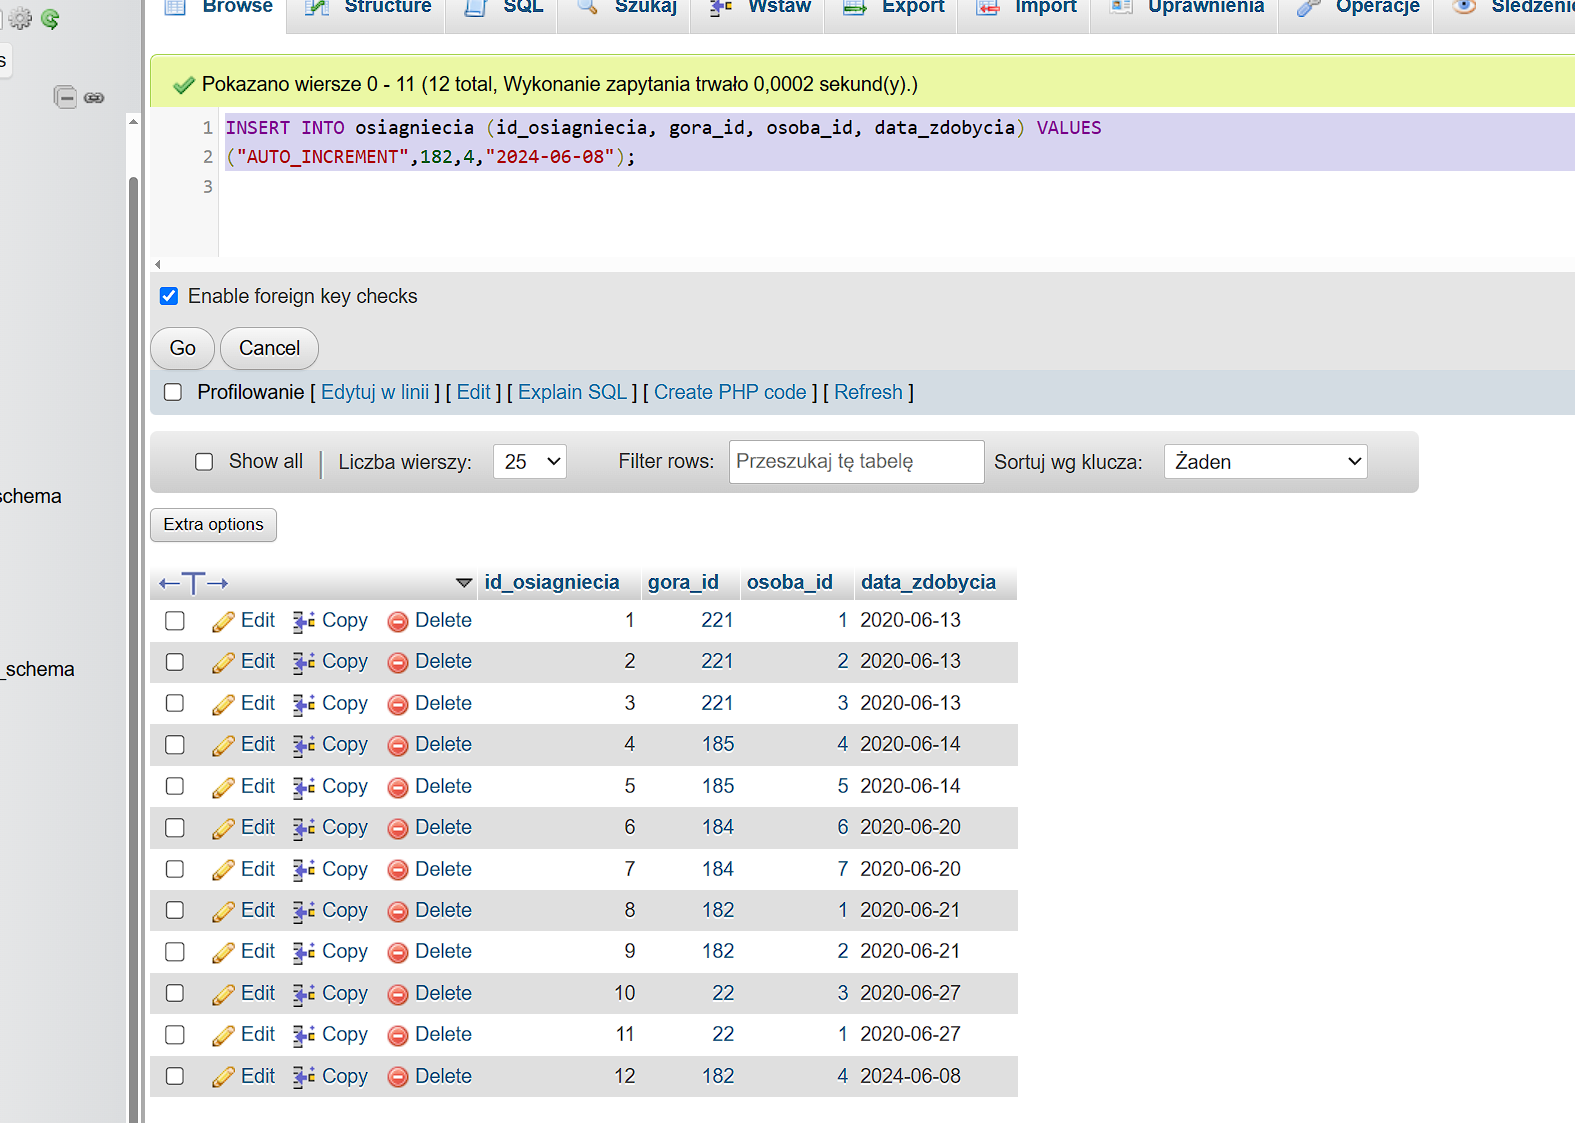 Browse Structure SQL Szukaj Wstaw Export Import Uprawnienia Operacje Śledzenie
s
Pokazano wiersze 0 - 11 (12 total, Wykonanie zapytania trwało 0,0002 sekund(y).)
1 INSERT INTO osiagniecia (id_osiagniecia, gora_id, osoba_id, data_zdobycia) VALUES
2 ("AUTO_INCREMENT",182,4,"2024-06-08");
3
Enable foreign key checks
Go Cancel
Profilowanie [ Edytuj w linii ] [ Edit ] [ Explain SQL ] [ Create PHP code ] [ Refresh ]
Show all Liczba wierszy: 25 Filter rows: Przeszukaj tę tabelę Sortuj wg klucza: Żaden
schema
Extra options
id_osiagniecia gora_id osoba_id data_zdobycia
Edit Copy Delete 1 221 1 2020-06-13
Edit Copy Delete 2 221 2 2020-06-13
_schema
Edit Copy Delete 3 221 3 2020-06-13
Edit Copy Delete 4 185 4 2020-06-14
Edit Copy Delete 5 185 5 2020-06-14
Edit Copy Delete 6 184 6 2020-06-20
Edit Copy Delete 7 184 7 2020-06-20
Edit Copy Delete 8 182 1 2020-06-21
Edit Copy Delete 9 182 2 2020-06-21
Edit Copy Delete 10 22 3 2020-06-27
Edit Copy Delete 11 22 1 2020-06-27
Edit Copy Delete 12 182 4 2024-06-08